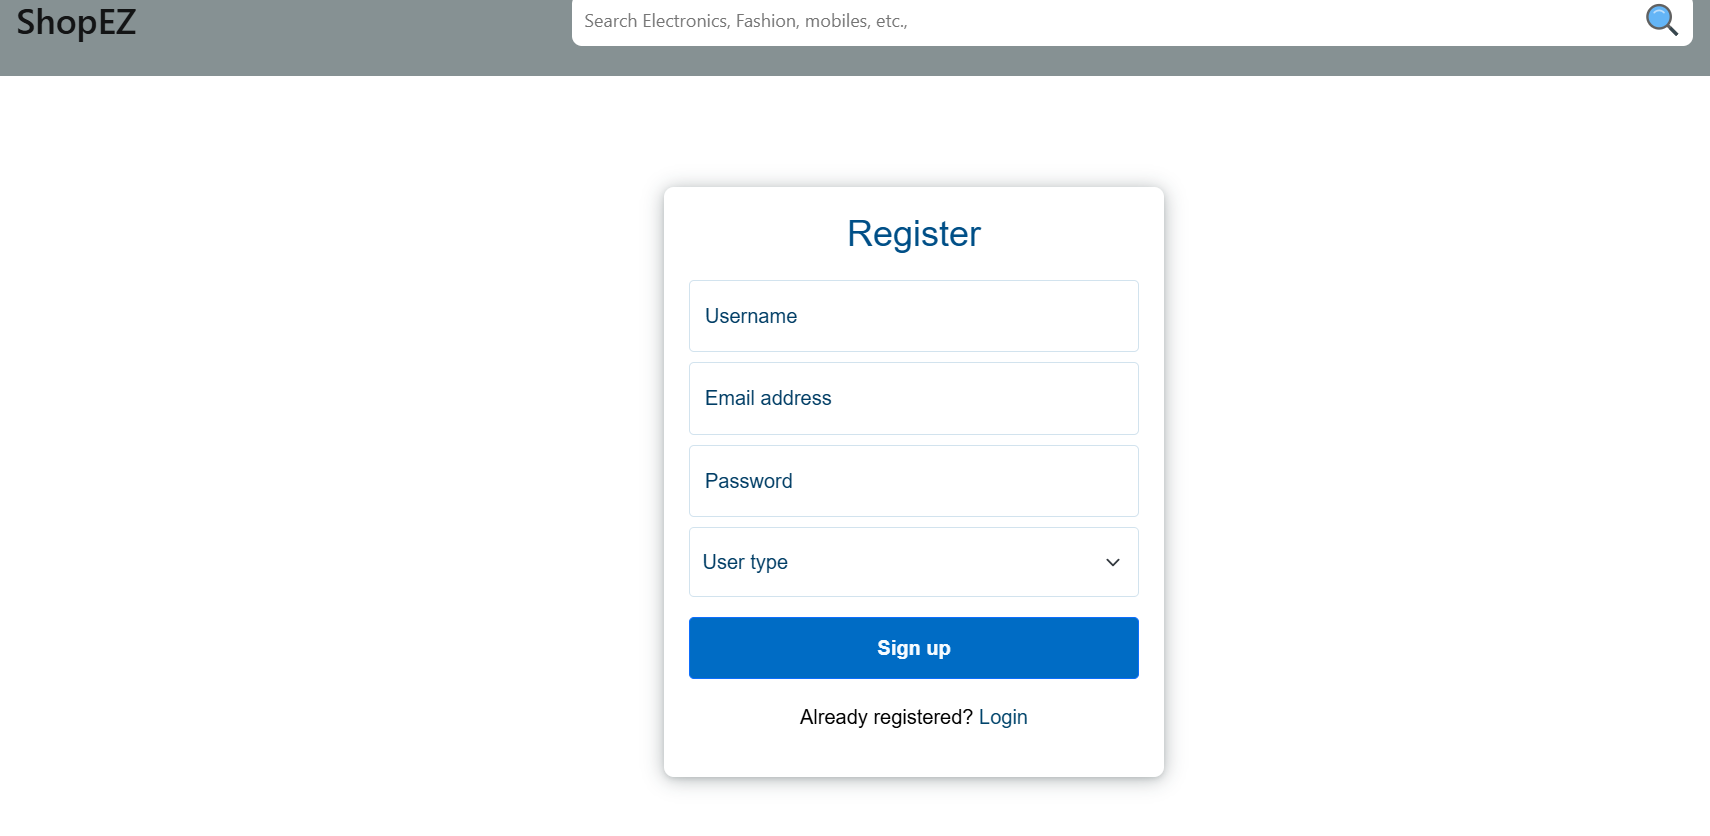 ShopEZ
Search Electronics, Fashion, mobiles, etc.,
Register
Username
Email address
Password
User type
Sign up
Already registered? Login